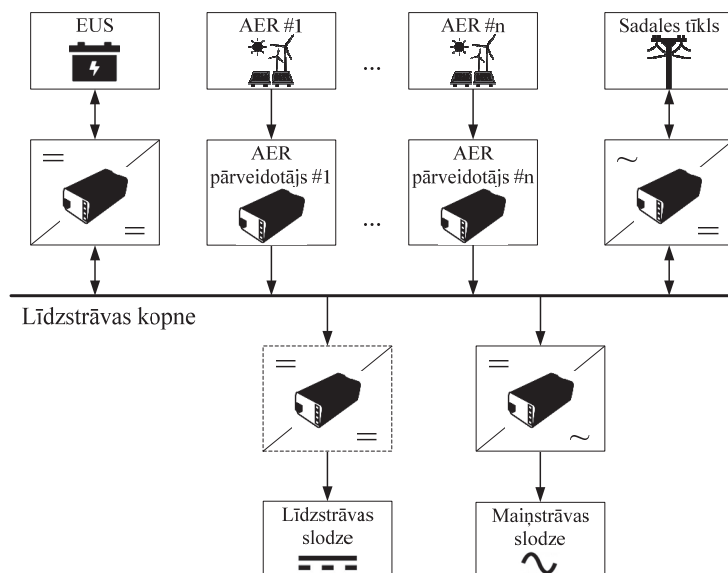 EUS
AER #1
...
AER #n
Sadales tīkls
=
=
AER
pārveidotājs #1
...
AER
pārveidotājs #n
~
=
Līdzstrāvas kopne
=
=
=
~
Līdzstrāvas
slodze
Maiņstrāvas
slodze